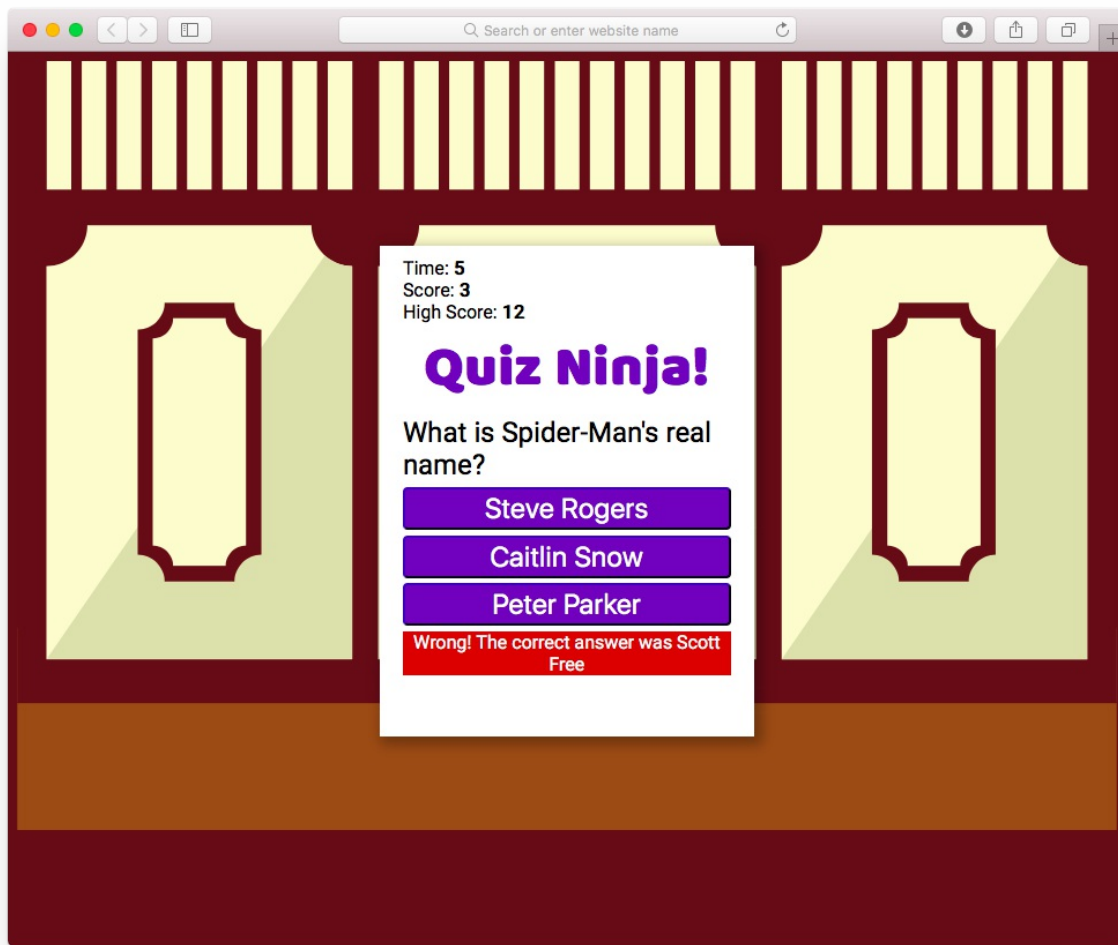 Search or enter website name
Time: 5
Score: 3
High Score: 12
Quiz Ninja!
What is Spider-Man's real
name?
Steve Rogers
Caitlin Snow
Peter Parker
Wrong! The correct answer was Scott
Free